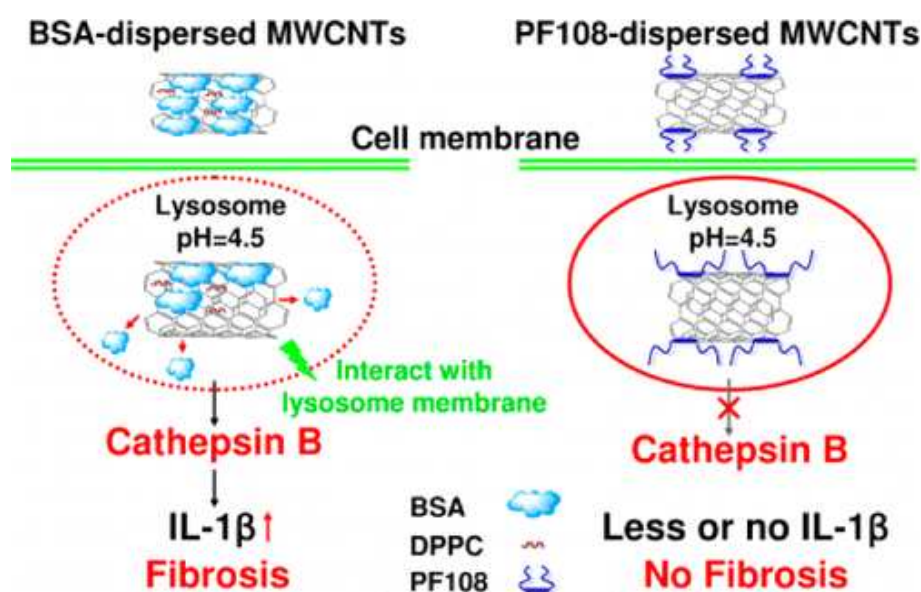 BSA-dispersed MWCNTs
PF108-dispersed MWCNTs
Cell membrane
Lysosome
pH=4.5
Interact with
lysosome membrane
Cathepsin B
IL-1β↑
Fibrosis
Lysosome
pH=4.5
Cathepsin B
Less or no IL-1β
No Fibrosis
BSA
DPPC
PF108